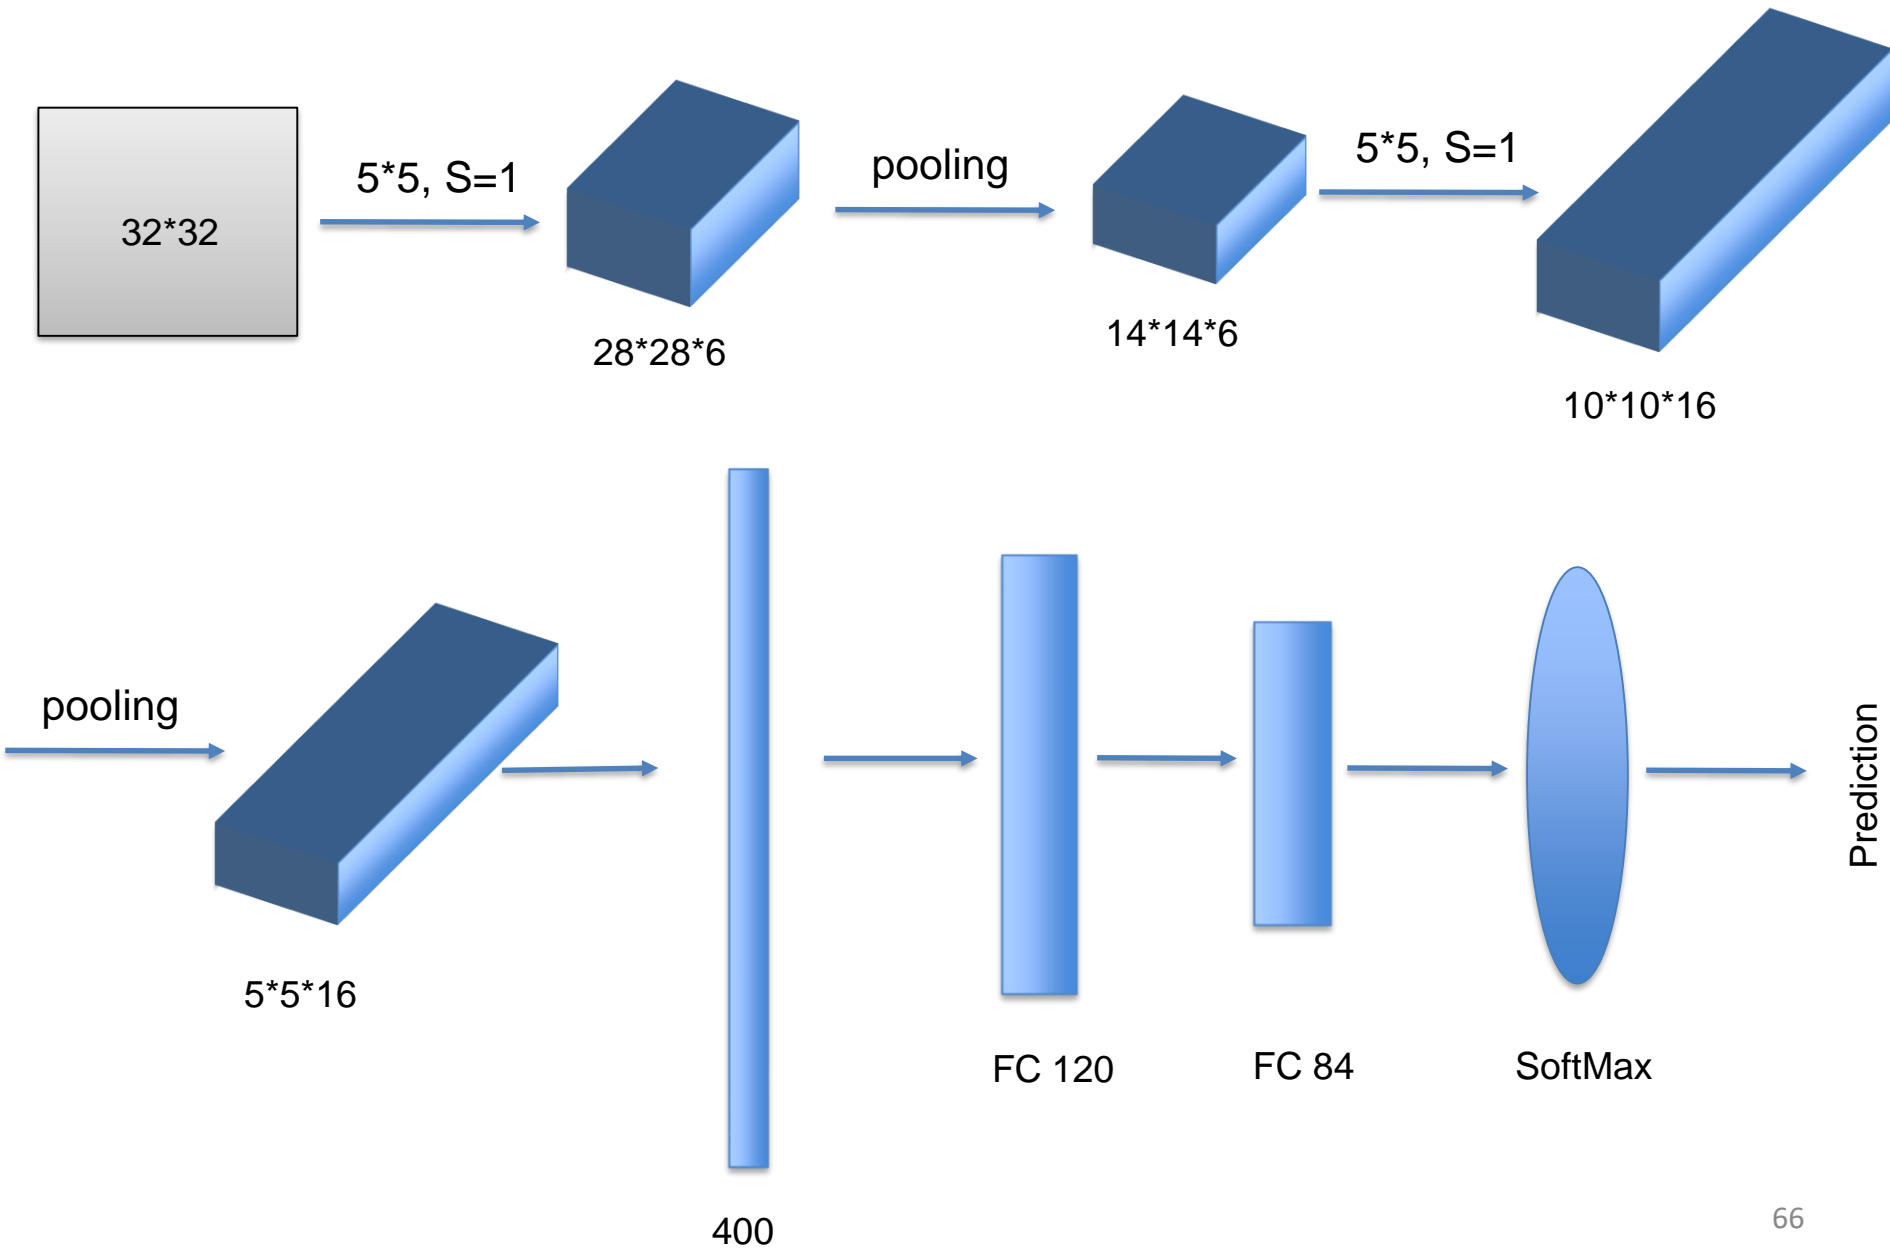 32*32
5*5, S=1
28*28*6
pooling
14*14*6
5*5, S=1
10*10*16
pooling
5*5*16
400
FC 120
FC 84
SoftMax
Prediction
66